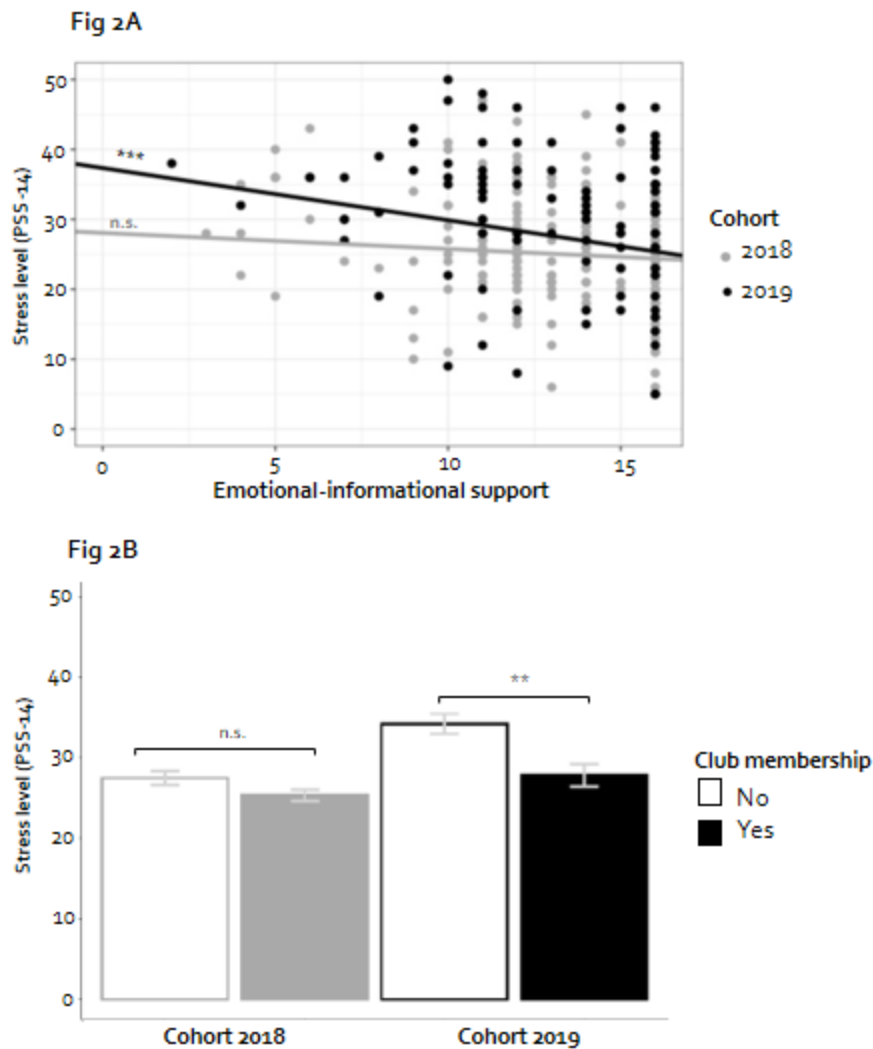 Fig 2A
50
40
30
20
10
0
Stress level (PSS-14)
***
n.s.
0 5 10 15
Emotional-informational support
Cohort
2018
2019
Fig 2B
50
40
30
20
10
0
Stress level (PSS-14)
n.s.
**
Cohort 2018 Cohort 2019
Club membership
No
Yes